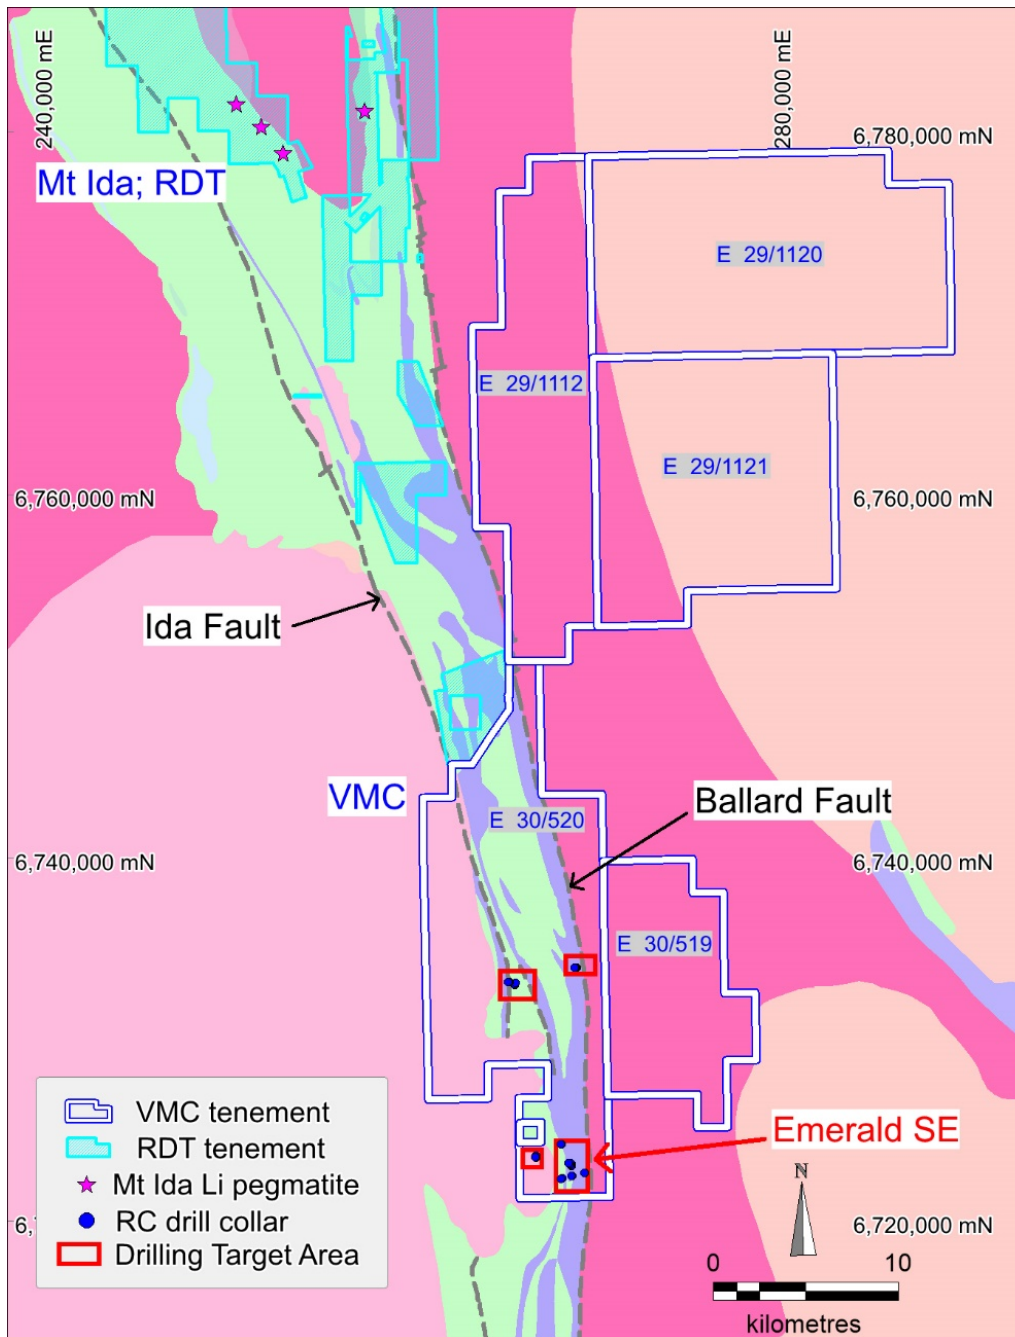 240,000 mE
280,000 mE
6,780,000 mN
Mt Ida; RDT
E 29/1120
E 29/1112
E 29/1121
6,760,000 mN
6,760,000 mN
Ida Fault
VMC
Ballard Fault
E 30/520
6,740,000 mN
6,740,000 mN
E 30/519
Emerald SE
VMC tenement
RDT tenement
Mt Ida Li pegmatite
RC drill collar
Drilling Target Area
N
6,720,000 mN
0
10
kilometres